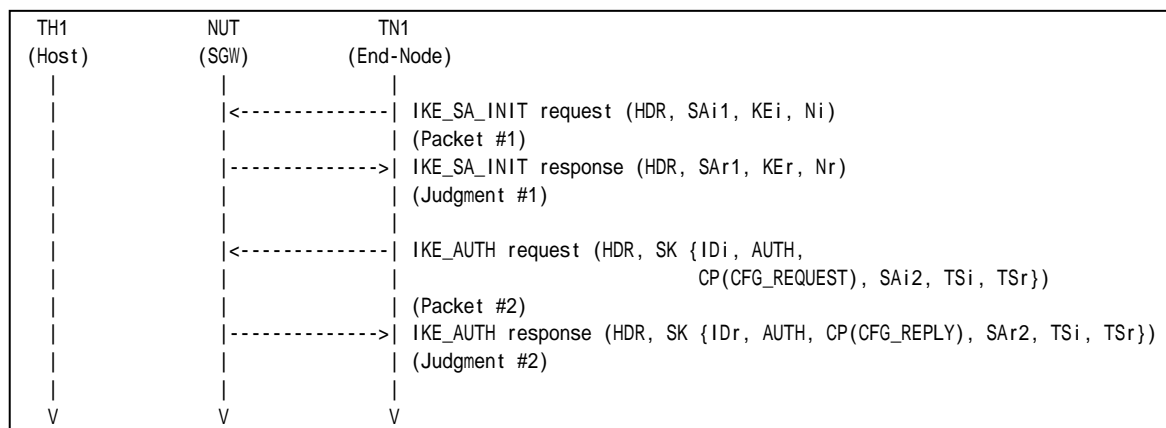 TH1 NUT TN1
(Host) (SGW) (End-Node)
| | |
| |<--------------| IKE_SA_INIT request (HDR, SAi1, KEi, Ni)
| | | (Packet #1)
| |-------------->| IKE_SA_INIT response (HDR, SAr1, KEr, Nr)
| | | (Judgment #1)
| | |
| |<--------------| IKE_AUTH request (HDR, SK {IDi, AUTH,
| | | CP(CFG_REQUEST), SAi2, TSi, TSr})
| | | (Packet #2)
| |-------------->| IKE_AUTH response (HDR, SK {IDr, AUTH, CP(CFG_REPLY), SAr2, TSi, TSr})
| | | (Judgment #2)
| | |
V V V